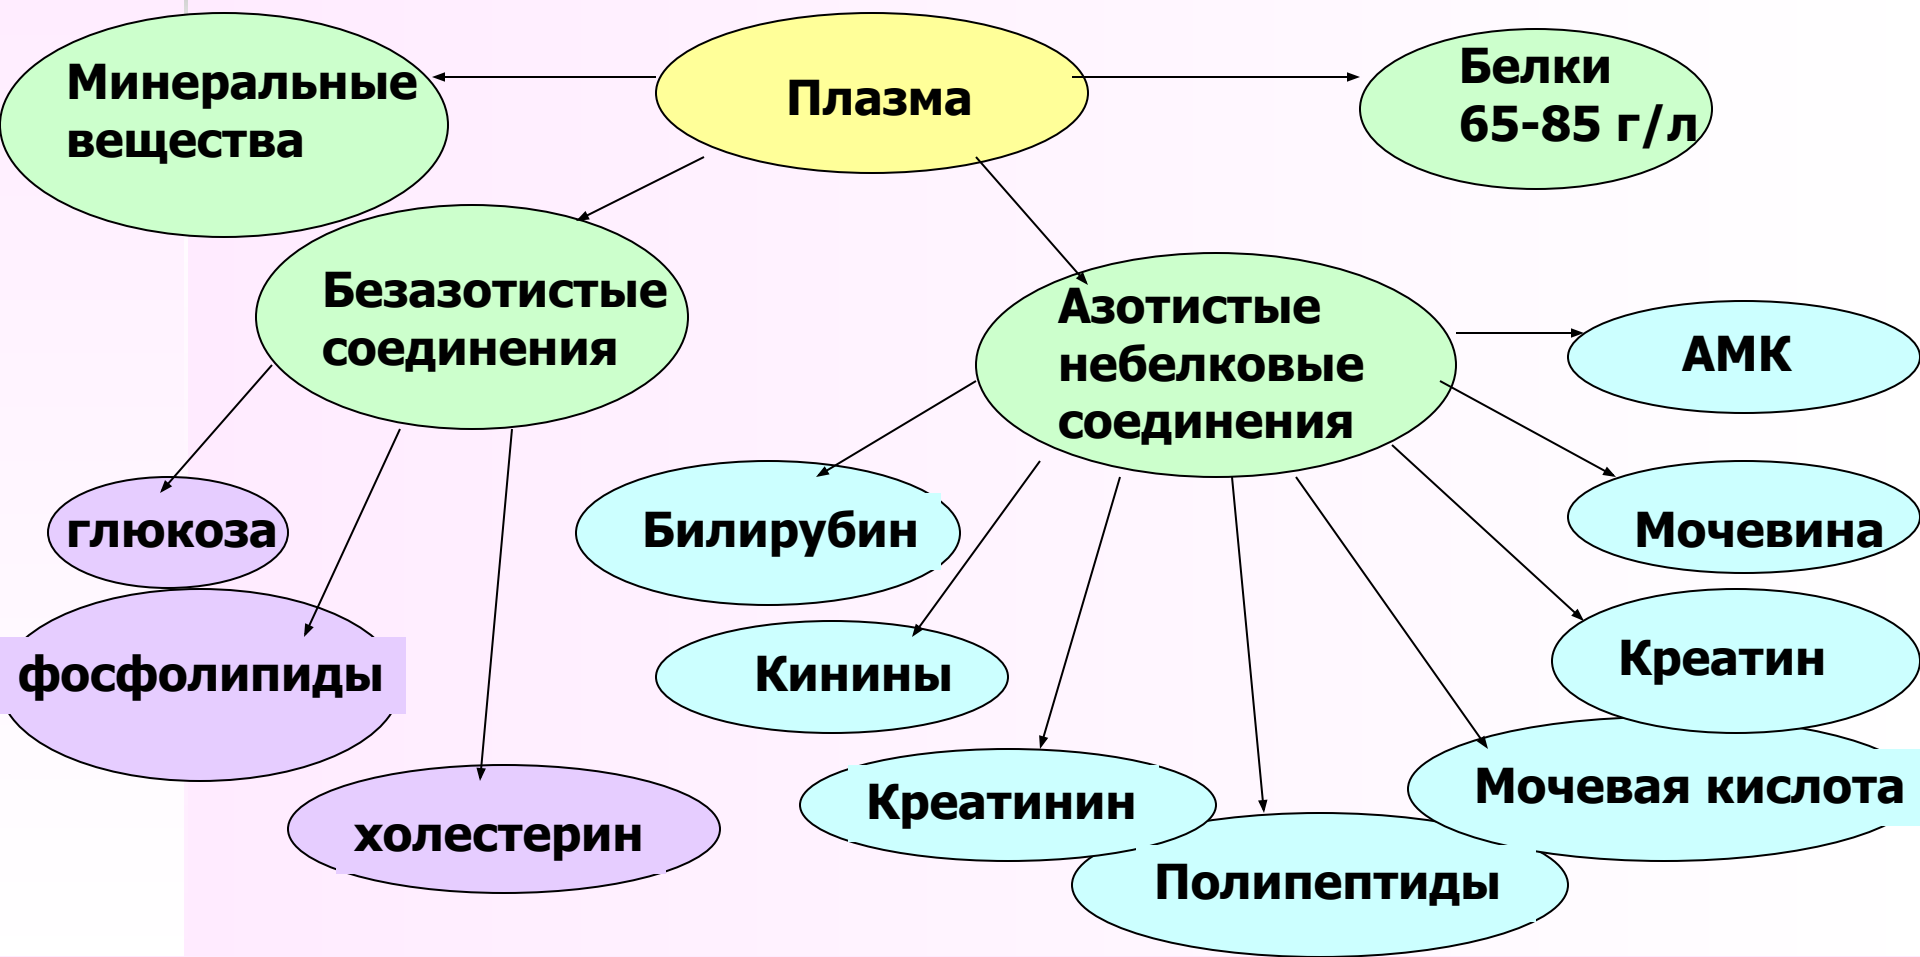 Минеральные
вещества
Плазма
Белки
65-85 г/л
Безазотистые
соединения
Азотистые
небелковые
соединения
АМК
глюкоза
Билирубин
Мочевина
фосфолипиды
Кинины
Креатин
холестерин
Креатинин
Мочевая кислота
Полипептиды